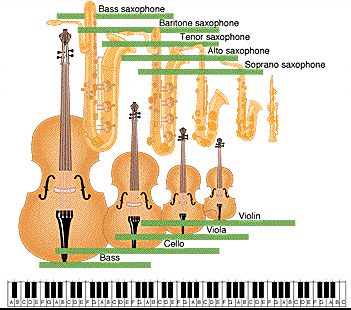 Bass saxophone
Baritone saxophone
Tenor saxophone
Alto saxophone
Soprano saxophone
Violin
Viola
Cello
Bass
A B C D E F G A B C D E F G A B C D E F G A B C D E F G A B C D E F G A B C D E F G A B C D E F G A B C